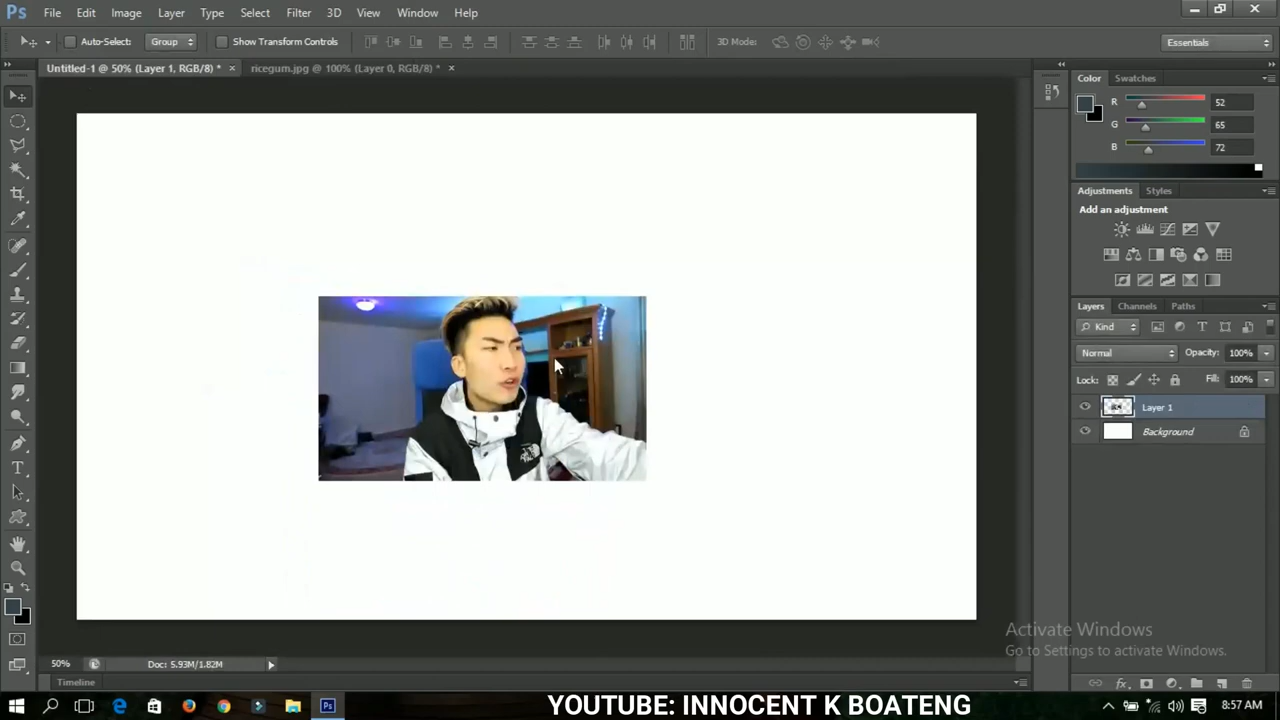 Ps File Edit Image Layer Type Select Filter 3D View Window Help
Auto-Select: Group Show Transform Controls 3D Mode: Essentials
Untitled-1 @ 50% (Layer 1, RGB/8) * × ricegum.jpg @ 100% (Layer 0, RGB/8) * ×
Color Swatches
R 52
G 65
B 72
Adjustments Styles
Add an adjustment
Layers Channels Paths
Kind
Normal Opacity: 100%
Lock: Fill: 100%
Layer 1
Background
Activate Windows
Go to Settings to activate Windows.
50% Doc: 5.93M/1.82M
Timeline
YOUTUBE: INNOCENT K BOATENG
8:57 AM